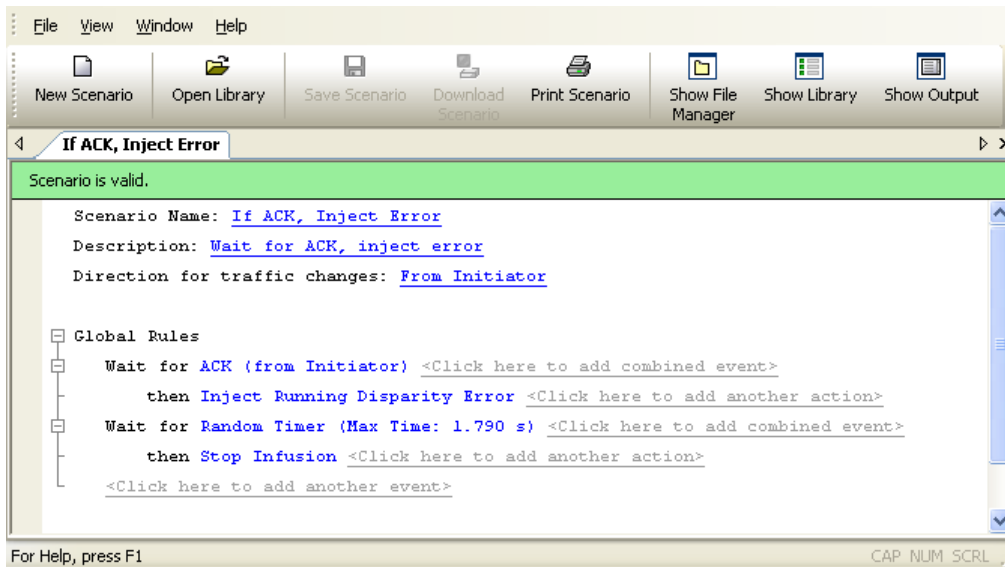 File View Window Help
New Scenario Open Library Save Scenario Download Scenario Print Scenario Show File Manager Show Library Show Output
If ACK, Inject Error
Scenario is valid.
Scenario Name: If ACK, Inject Error
Description: Wait for ACK, inject error
Direction for traffic changes: From Initiator
Global Rules
Wait for ACK (from Initiator) <Click here to add combined event>
then Inject Running Disparity Error <Click here to add another action>
Wait for Random Timer (Max Time: 1.790 s) <Click here to add combined event>
then Stop Infusion <Click here to add another action>
<Click here to add another event>
For Help, press F1 CAP NUM SCRL